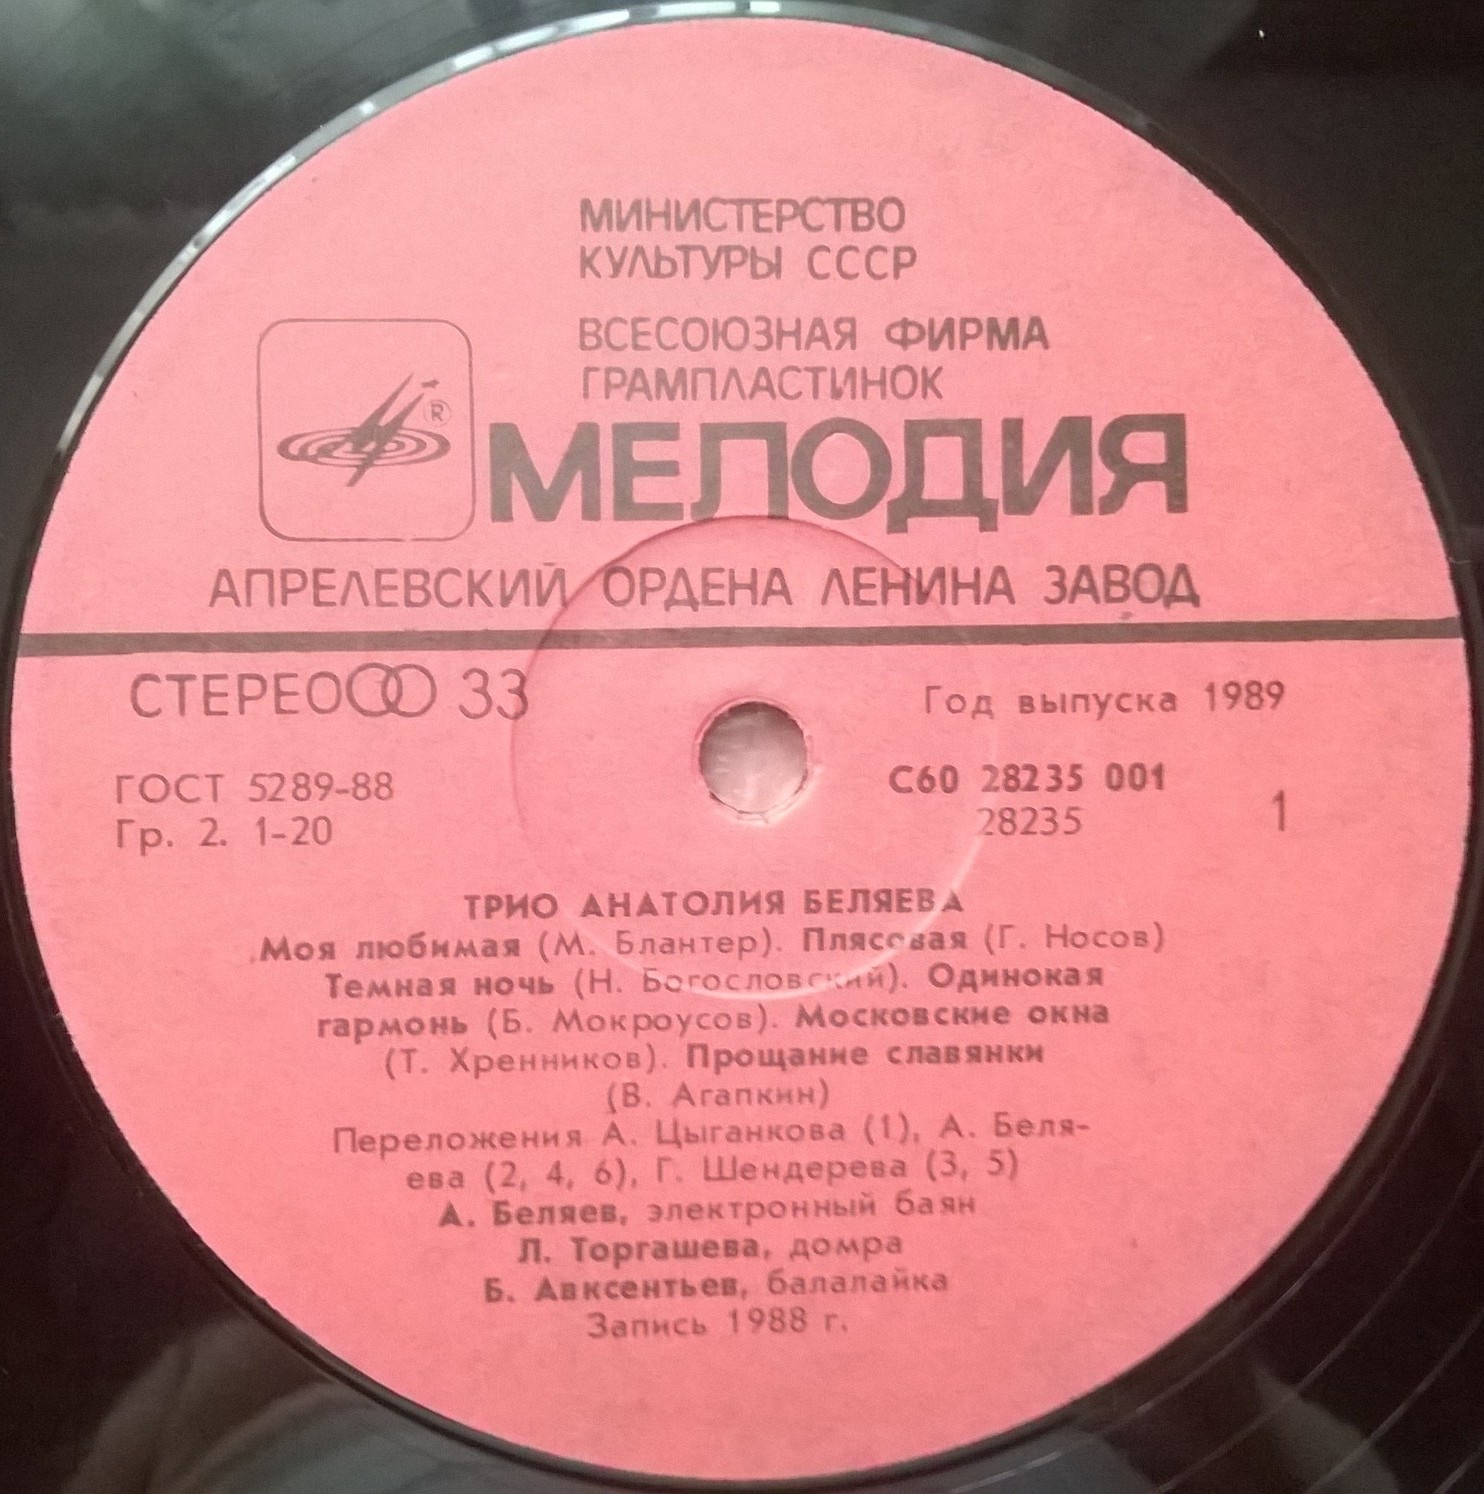 МИНИСТЕРСТВО
КУЛЬТУРЫ СССР
ВСЕСОЮЗНАЯ ФИРМА
ГРАМПЛАСТИНОК
®
МЕЛОДИЯ
АПРЕЛЕВСКИЙ ОРДЕНА ЛЕНИНА ЗАВОД
СТЕРЕО 33
Год выпуска 1989
ГОСТ 5289-88
С60 28235 001
Гр. 2. 1-20
28235
1
ТРИО АНАТОЛИЯ БЕЛЯЕВА
Моя любимая (М. Блантер). Плясовая (Г. Носов)
Темная ночь (Н. Богословский). Одинокая
гармонь (Б. Мокроусов). Московские окна
(Т. Хренников). Прощание славянки
(В. Агапкин)
Переложения А. Цыганкова (1), А. Беля-
ева (2, 4, 6), Г. Шендерева (3, 5)
А. Беляев, электронный баян
Л. Торгашева, домра
Б. Авксентьев, балалайка
Запись 1988 г.